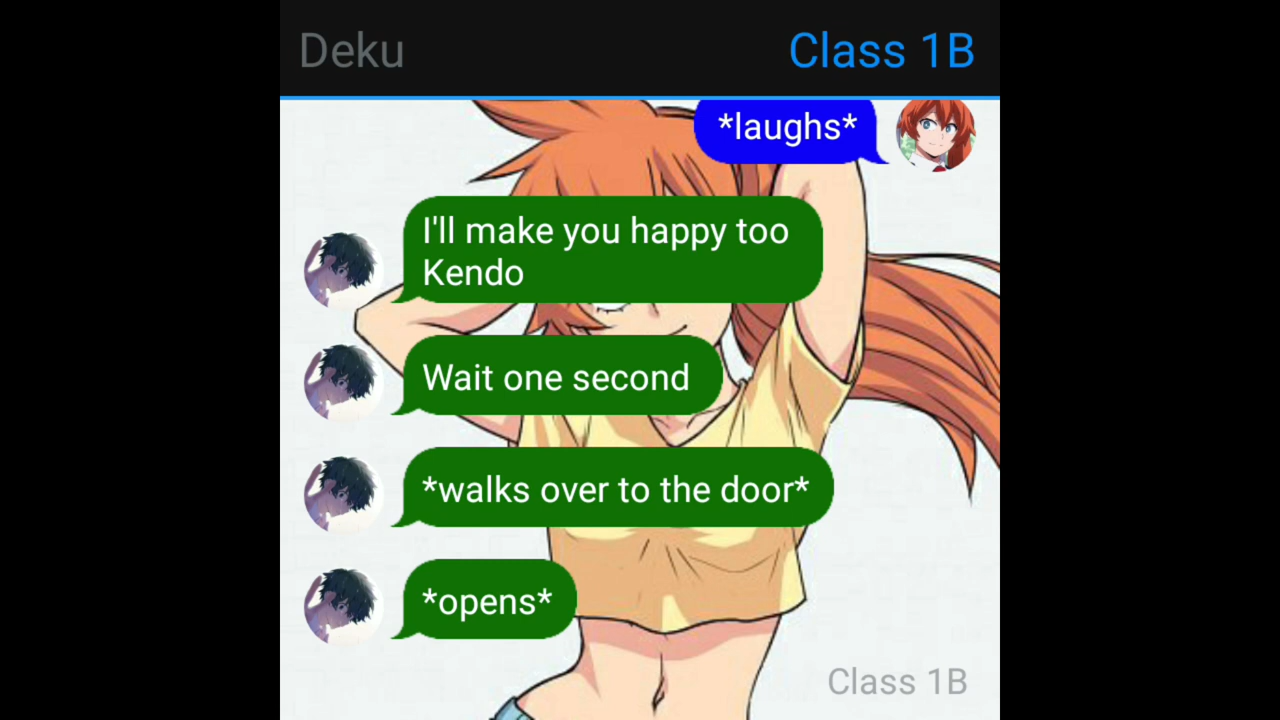 Deku
Class 1B
*laughs*
I'll make you happy too
Kendo
Wait one second
*walks over to the door*
*opens*
Class 1B